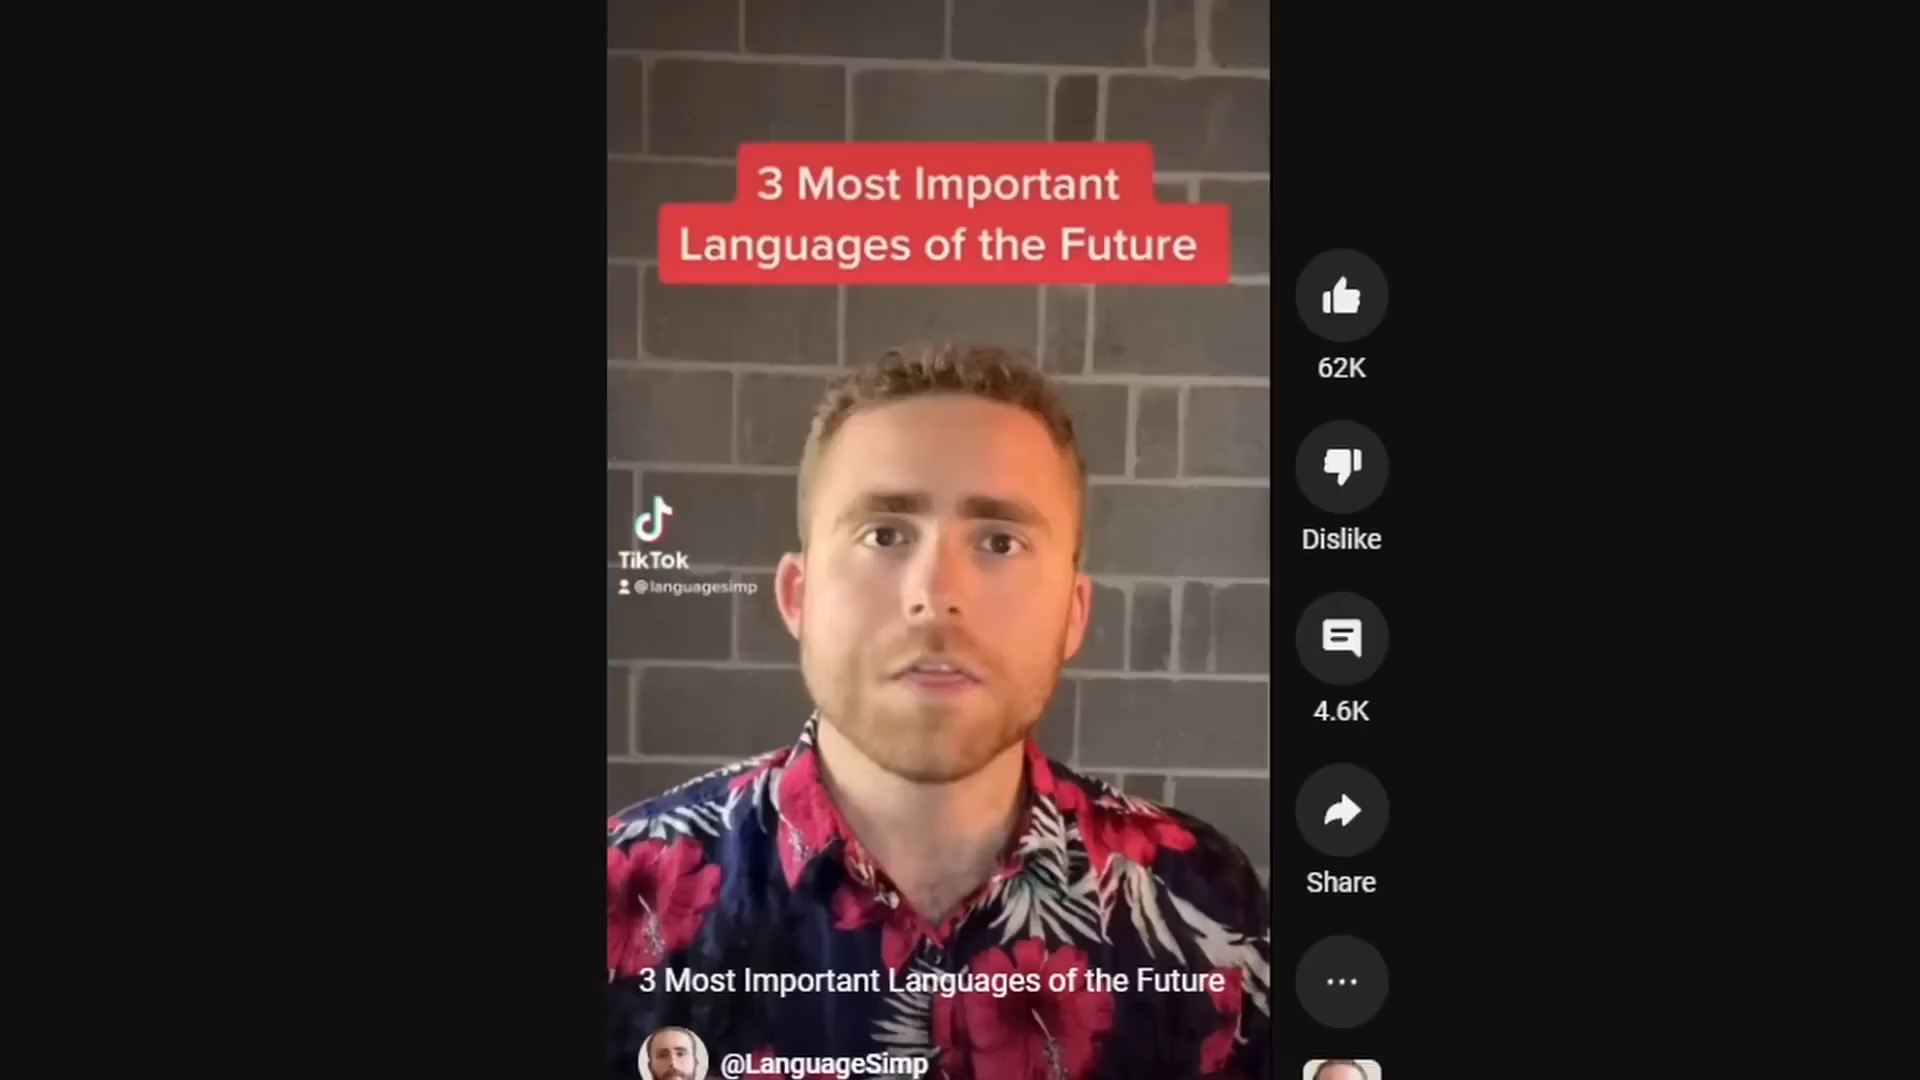 3 Most Important
Languages of the Future
TikTok
@languagesimp
62K
Dislike
4.6K
Share
3 Most Important Languages of the Future
@LanguageSimp